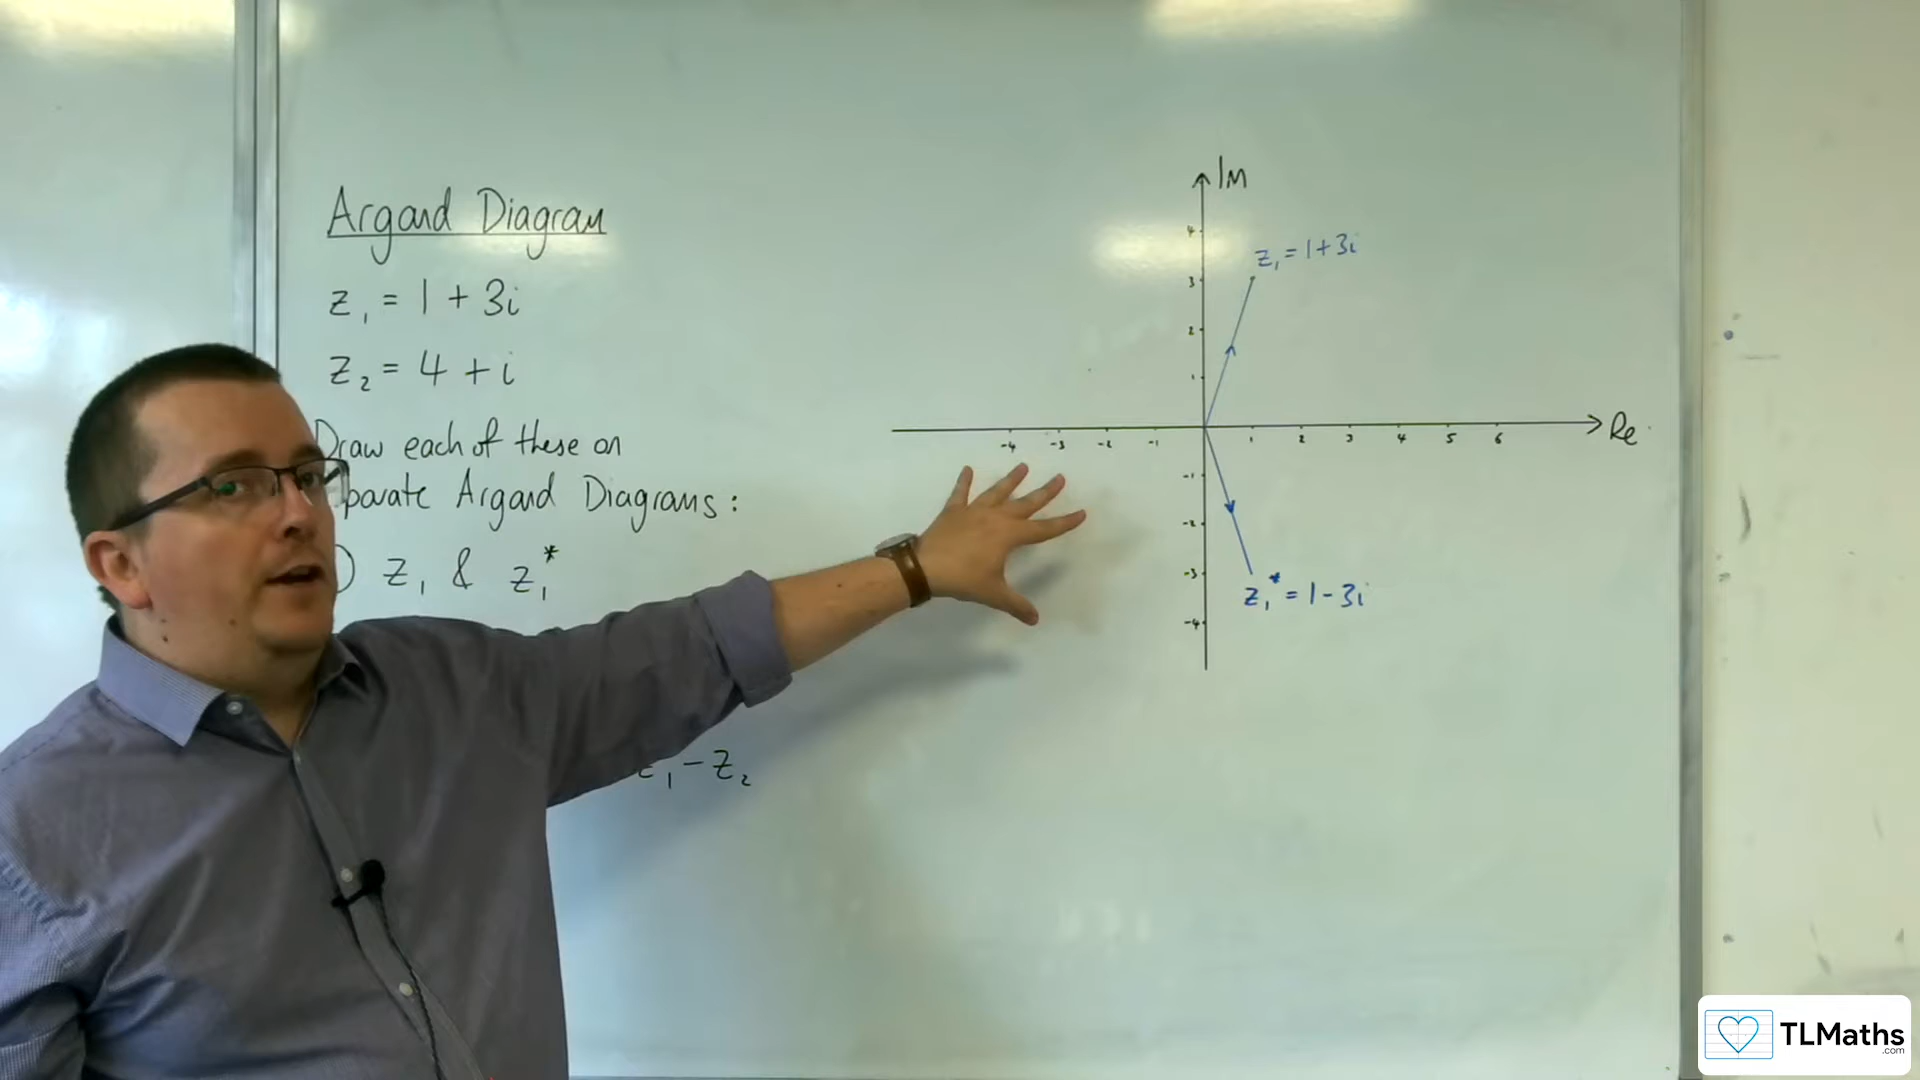 Argand Diagram
z₁ = 1 + 3i
z₂ = 4 + i
Draw each of these on
Argand Diagrams:
) z₁ & z₁*
z₁ - z₂
Im
4
z₁ = 1 + 3i
3
2
1
-4 -3 -2 -1 1 2 3 4 5 6 Re
-1
-2
-3
z₁* = 1 - 3i
-4
TLMaths
.com